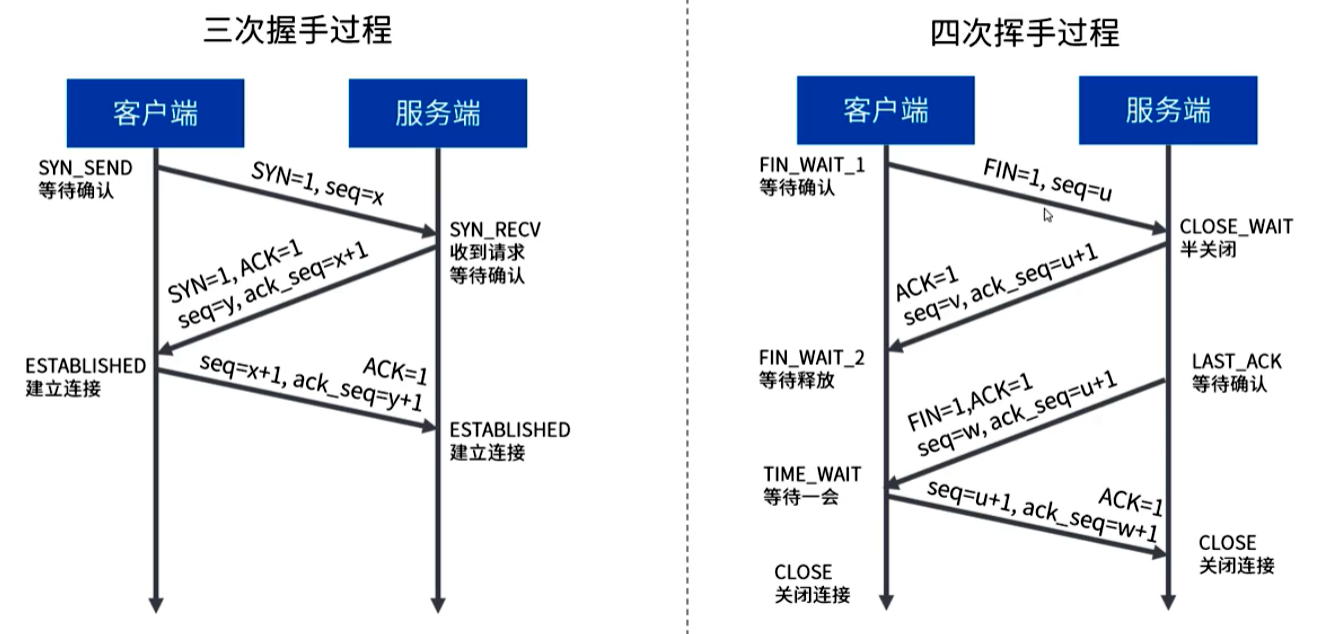 三次握手过程
客户端
服务端
SYN_SEND
等待确认
SYN=1, seq=x
SYN_RECV
收到请求
等待确认
SYN=1, ACK=1
seq=y, ack_seq=x+1
ESTABLISHED
建立连接
ACK=1
seq=x+1, ack_seq=y+1
ESTABLISHED
建立连接
四次挥手过程
客户端
服务端
FIN_WAIT_1
等待确认
FIN=1, seq=u
CLOSE_WAIT
半关闭
ACK=1
seq=v, ack_seq=u+1
FIN_WAIT_2
等待释放
LAST_ACK
等待确认
FIN=1,ACK=1
seq=w, ack_seq=u+1
TIME_WAIT
等待一会
ACK=1
seq=u+1, ack_seq=w+1
CLOSE
关闭连接
CLOSE
关闭连接